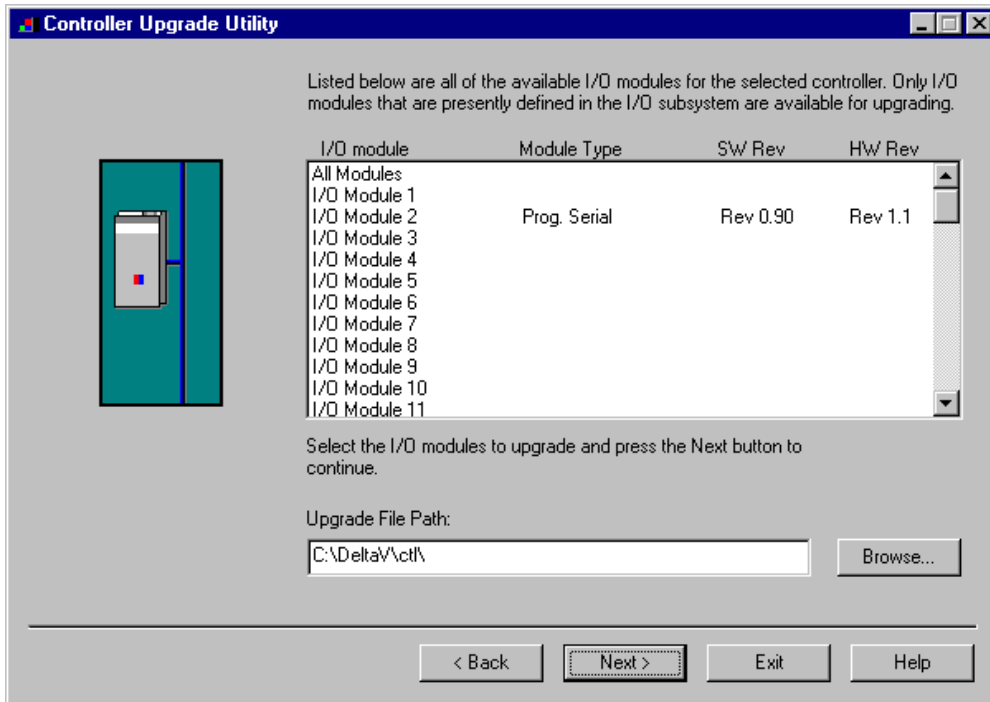 Controller Upgrade Utility
Listed below are all of the available I/O modules for the selected controller. Only I/O
modules that are presently defined in the I/O subsystem are available for upgrading.
I/O module Module Type SW Rev HW Rev
All Modules
I/O Module 1
I/O Module 2 Prog. Serial Rev 0.90 Rev 1.1
I/O Module 3
I/O Module 4
I/O Module 5
I/O Module 6
I/O Module 7
I/O Module 8
I/O Module 9
I/O Module 10
I/O Module 11
Select the I/O modules to upgrade and press the Next button to
continue.
Upgrade File Path:
C:\DeltaV\ctl\ Browse...
< Back Next > Exit Help